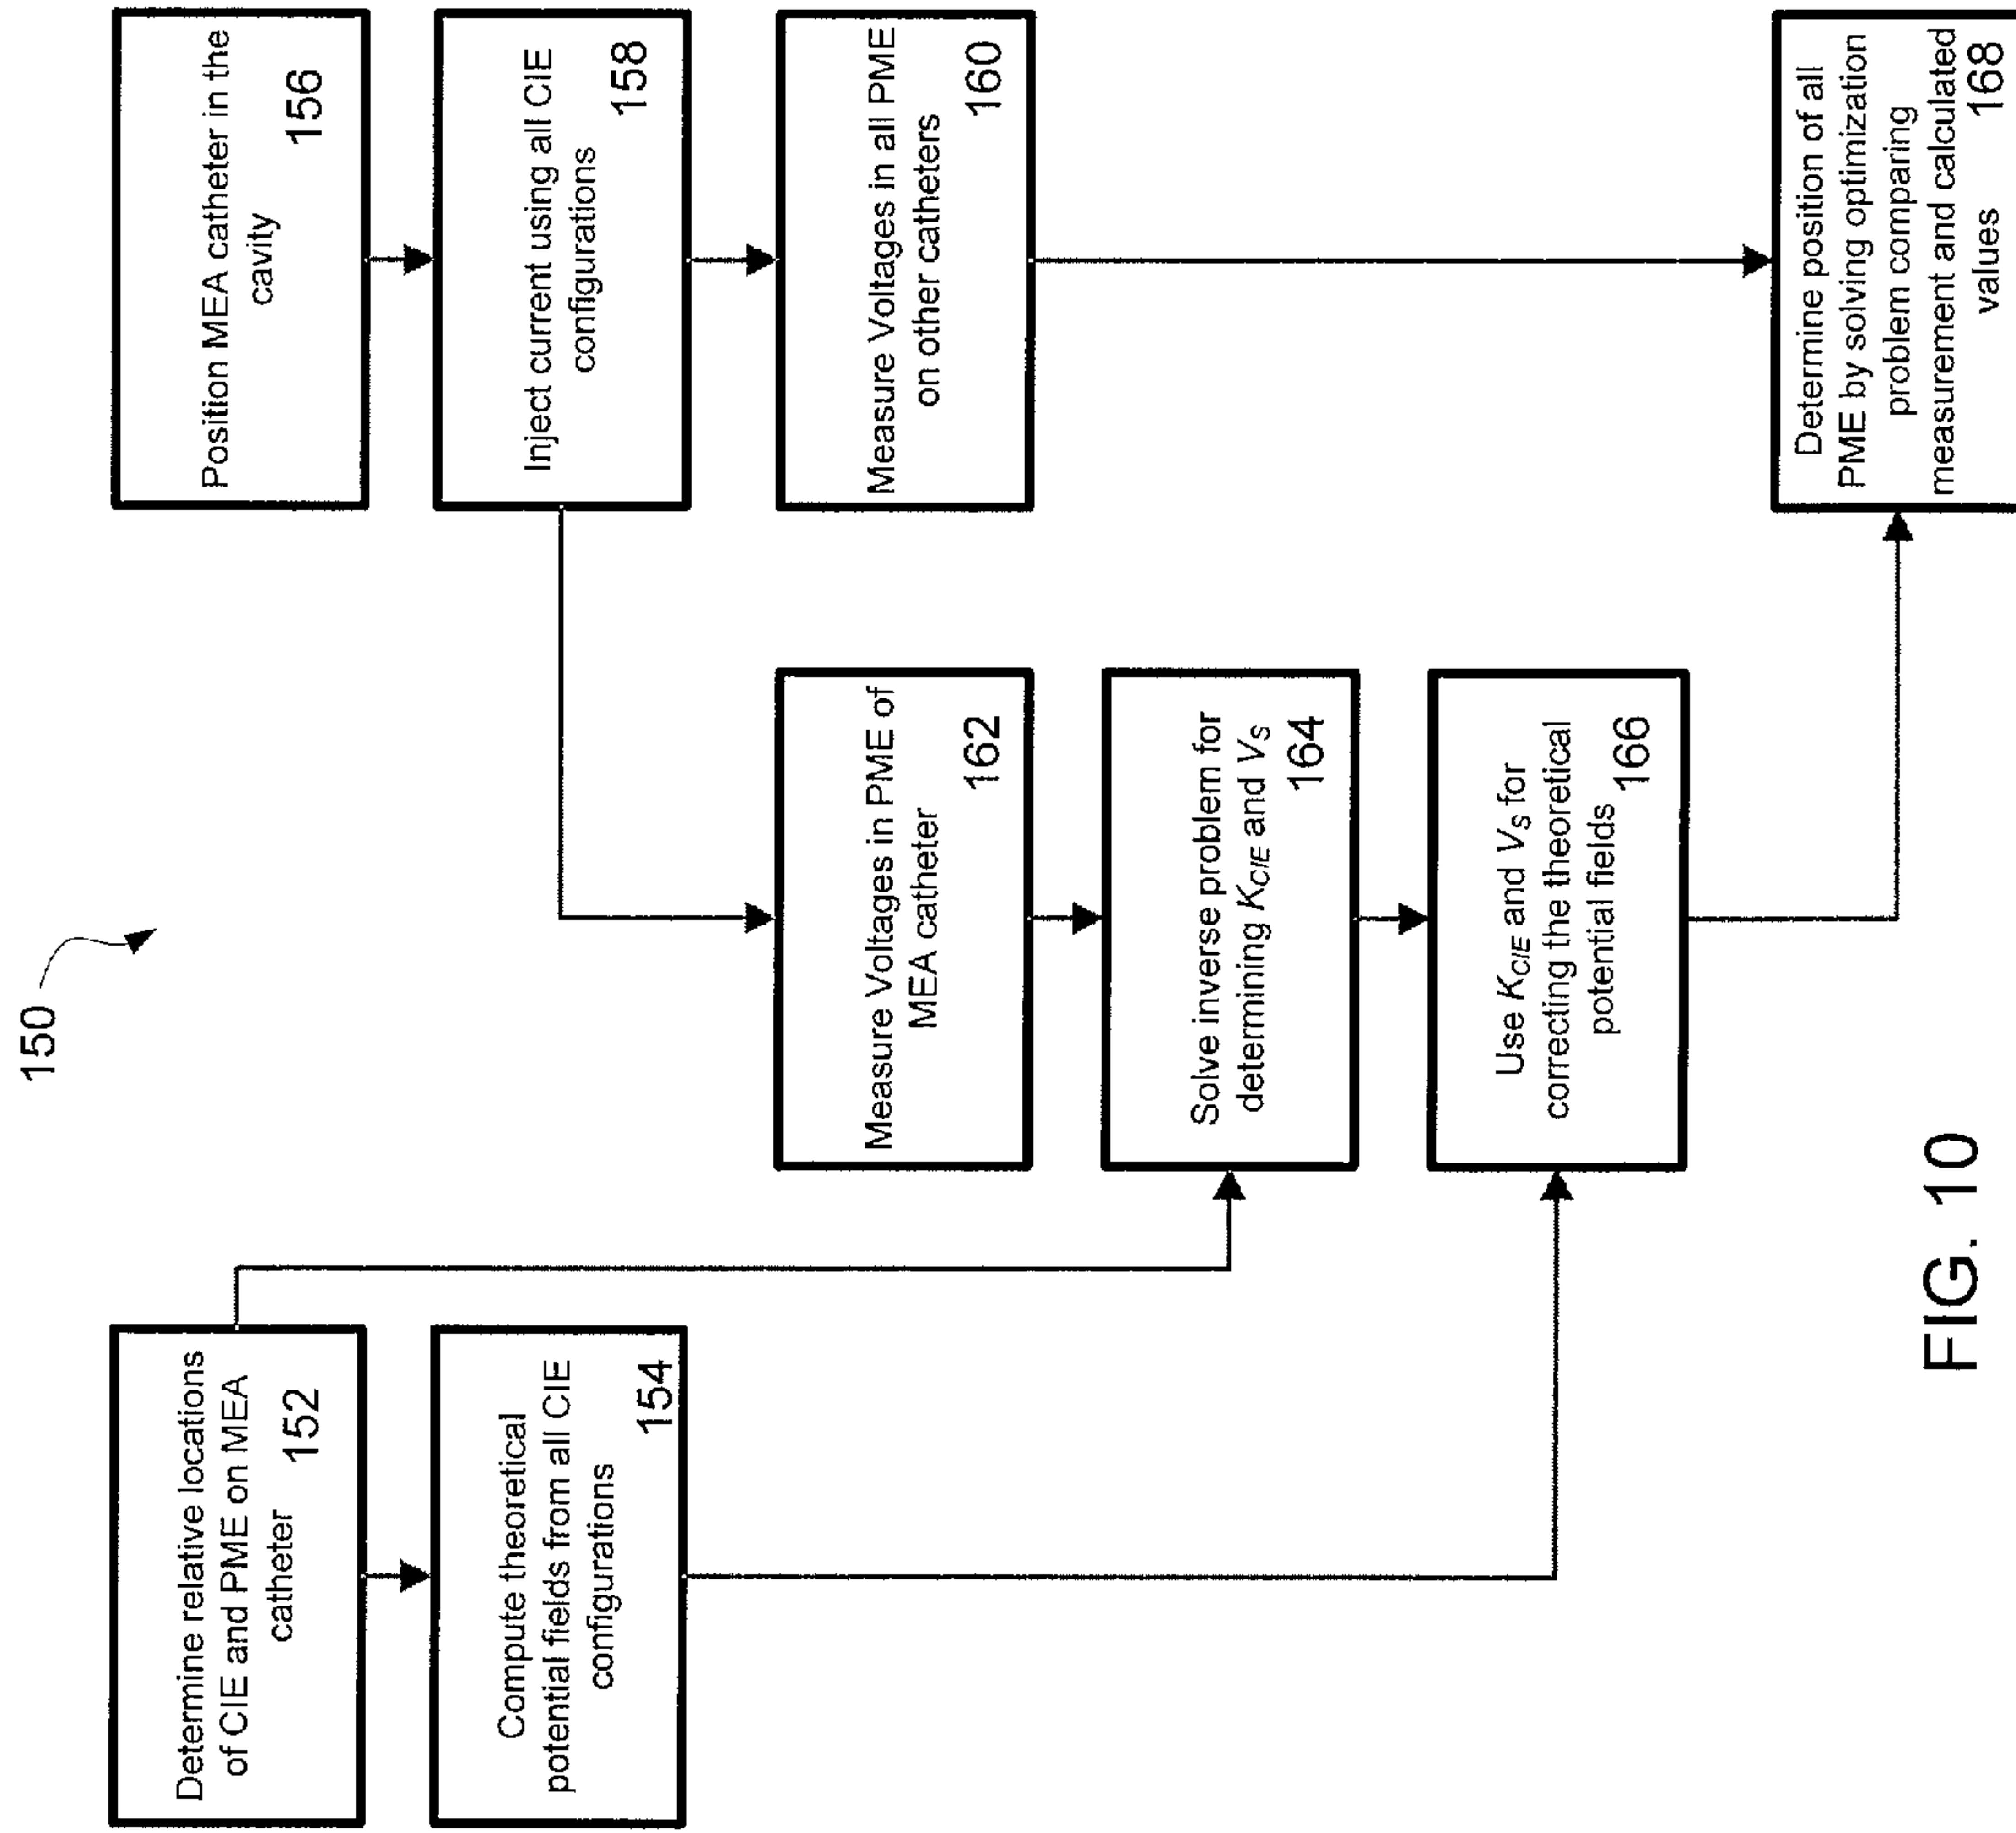 150
Determine relative locations
of CIE and PME on MEA
catheter
152
Compute theoretical
potential fields from all CIE
configurations
154
Position MEA catheter in the
cavity
156
Inject current using all CIE
configurations
158
Measure Voltages in all PME
on other catheters
160
Measure Voltages in PME of
MEA catheter
162
Solve inverse problem for
determining KCIE and VS
164
Use KCIE and VS for
correcting the theoretical
potential fields
166
Determine position of all
PME by solving optimization
problem comparing
measurement and calculated
values
168
FIG. 10